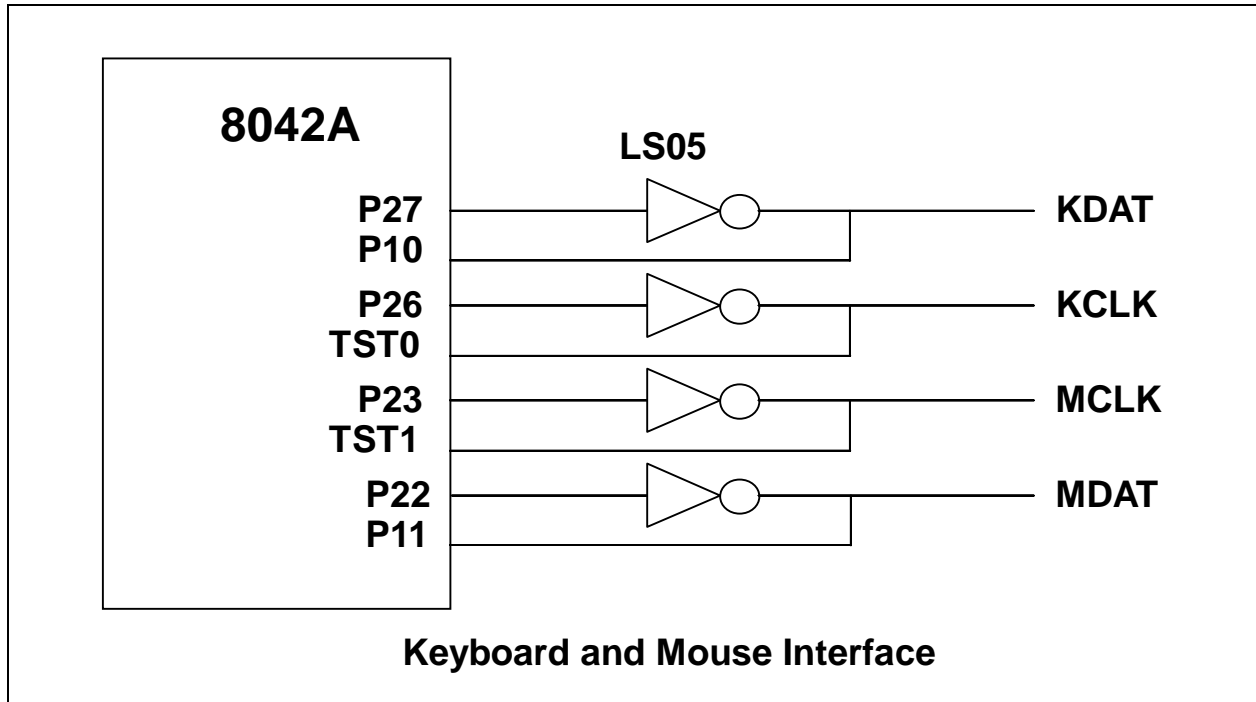 8042A
LS05
P27
KDAT
P10
P26
KCLK
TST0
P23
MCLK
TST1
P22
MDAT
P11
Keyboard and Mouse Interface